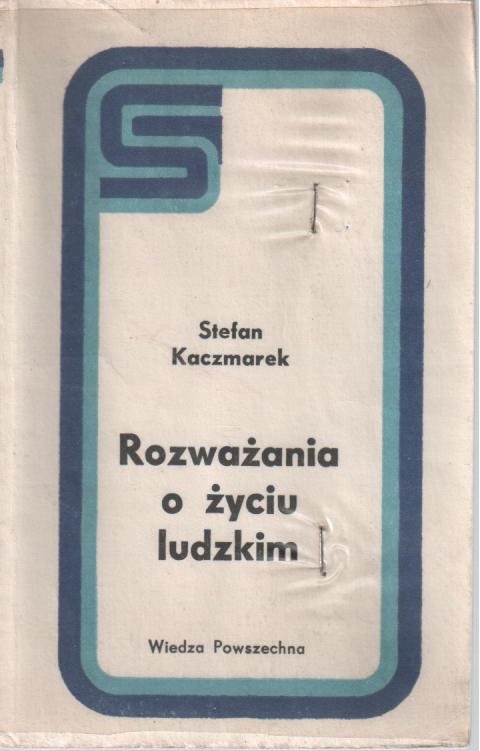 Stefan
Kaczmarek
Rozważania
o życiu
ludzkim
Wiedza Powszechna